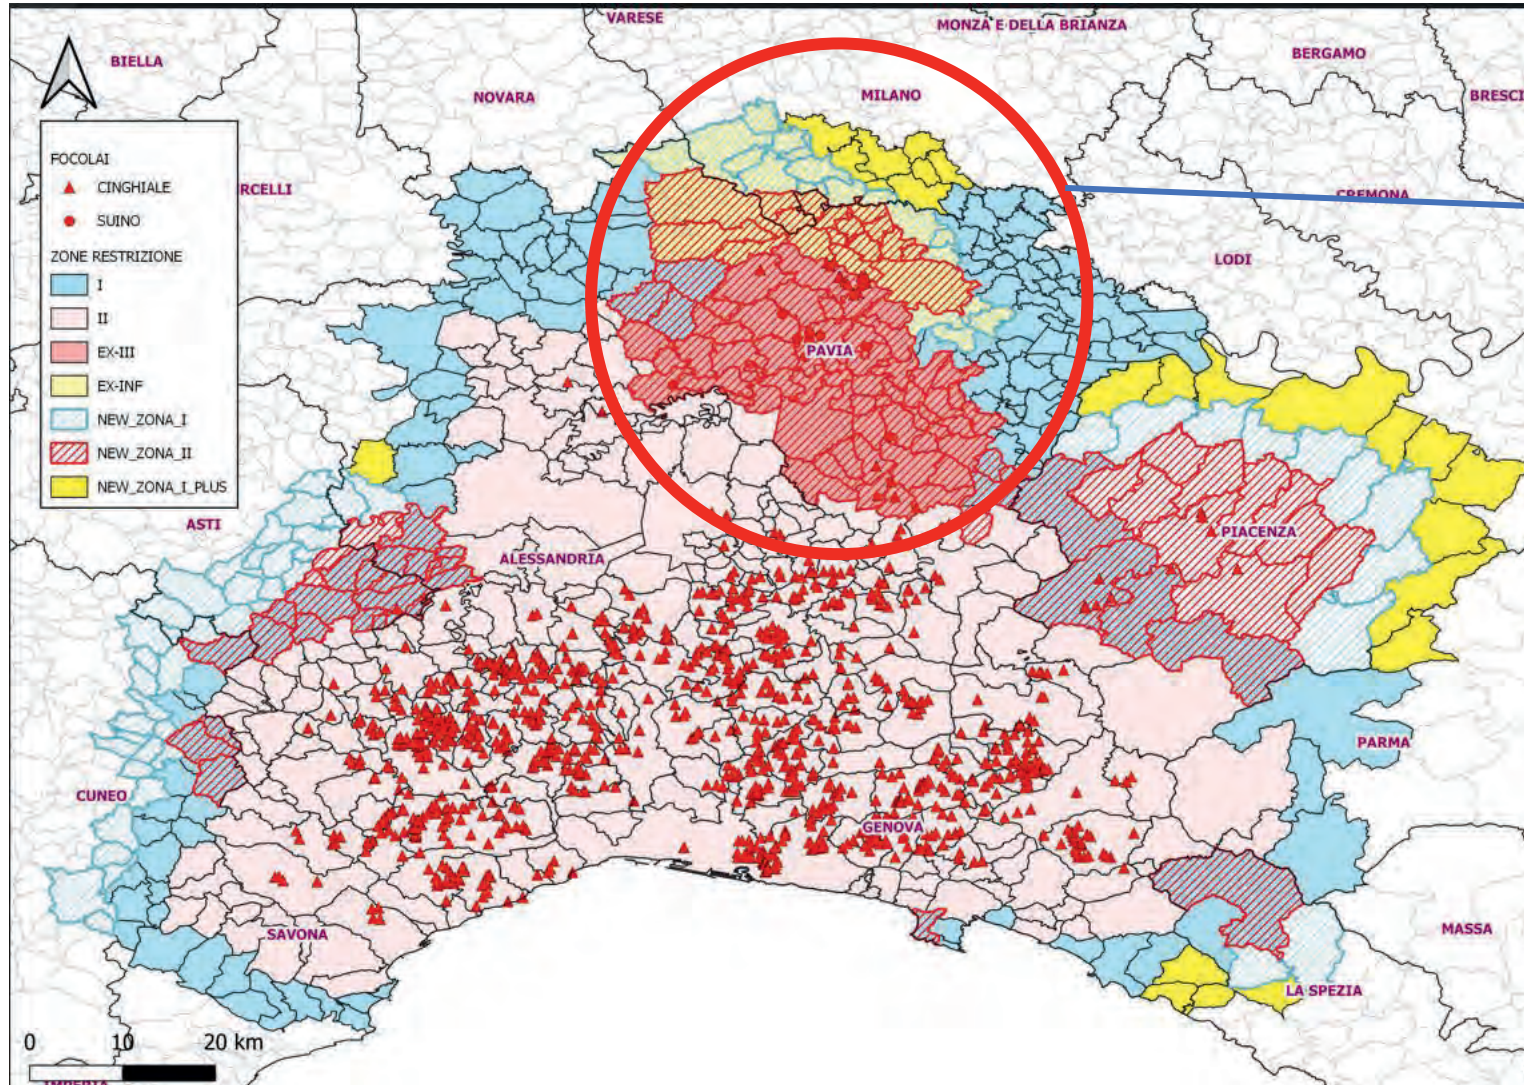 VARESE
MONZA E DELLA BRIANZA
BERGAMO
BIELLA
NOVARA
MILANO
BRESCI
FOCOLAI
CINGHIALE
SUINO
ZONE RESTRIZIONE
I
II
EX-III
EX-INF
NEW_ZONA_I
NEW_ZONA_II
NEW_ZONA_I_PLUS
RCELLI
CREMONA
LODI
PAVIA
ASTI
ALESSANDRIA
PIACENZA
PARMA
CUNEO
GENOVA
SAVONA
MASSA
LA SPEZIA
0 10 20 km
IMPERIA